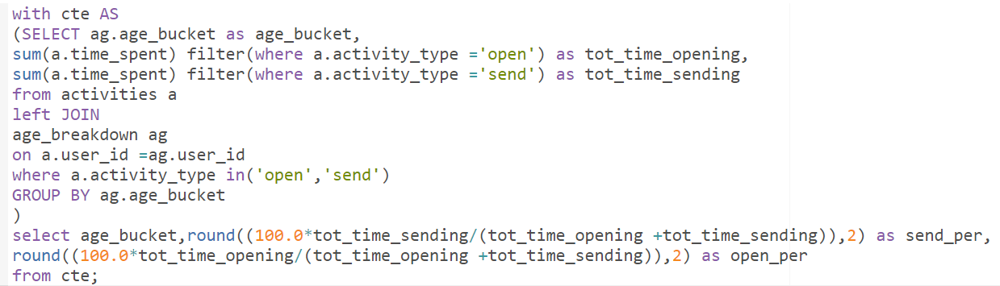 with cte AS
(SELECT ag.age_bucket as age_bucket,
sum(a.time_spent) filter(where a.activity_type ='open') as tot_time_opening,
sum(a.time_spent) filter(where a.activity_type ='send') as tot_time_sending
from activities a
left JOIN
age_breakdown ag
on a.user_id =ag.user_id
where a.activity_type in('open','send')
GROUP BY ag.age_bucket
)
select age_bucket,round((100.0*tot_time_sending/(tot_time_opening +tot_time_sending)),2) as send_per,
round((100.0*tot_time_opening/(tot_time_opening +tot_time_sending)),2) as open_per
from cte;